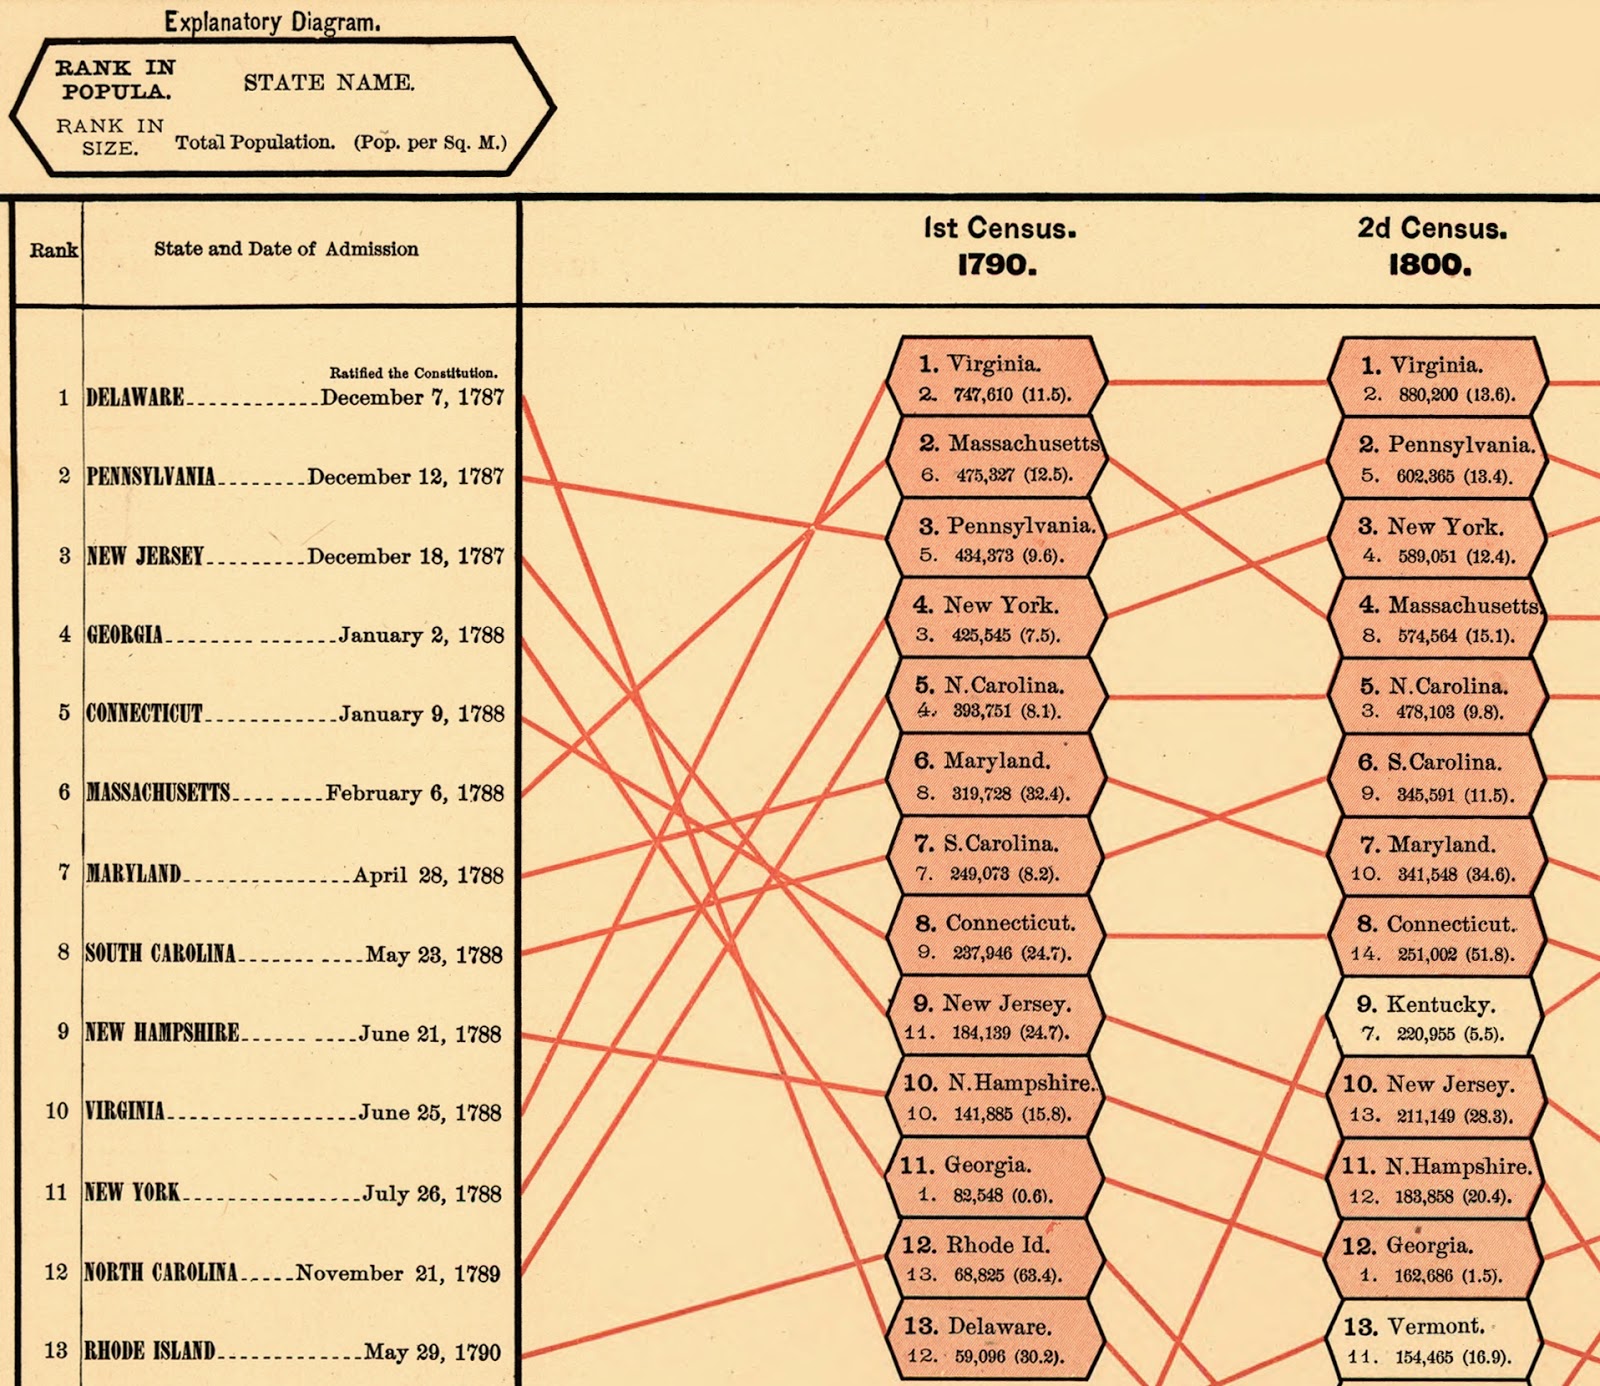 Explanatory Diagram.
RANK IN
POPULA.
STATE NAME.
RANK IN
SIZE.
Total Population. (Pop. per Sq. M.)
Rank
State and Date of Admission
1st Census.
1790.
2d Census.
1800.
Ratified the Constitution.
1 DELAWARE December 7, 1787
2 PENNSYLVANIA December 12, 1787
3 NEW JERSEY December 18, 1787
4 GEORGIA January 2, 1788
5 CONNECTICUT January 9, 1788
6 MASSACHUSETTS February 6, 1788
7 MARYLAND April 28, 1788
8 SOUTH CAROLINA May 23, 1788
9 NEW HAMPSHIRE June 21, 1788
10 VIRGINIA June 25, 1788
11 NEW YORK July 26, 1788
12 NORTH CAROLINA November 21, 1789
13 RHODE ISLAND May 29, 1790
1. Virginia.
2. 747,610 (11.5).
2. Massachusetts
6. 475,327 (12.5).
3. Pennsylvania.
5. 434,373 (9.6).
4. New York.
3. 425,545 (7.5).
5. N.Carolina.
4. 393,751 (8.1).
6. Maryland.
8. 319,728 (32.4).
7. S.Carolina.
7. 249,073 (8.2).
8. Connecticut.
9. 237,946 (24.7).
9. New Jersey.
11. 184,139 (24.7).
10. N.Hampshire.
10. 141,885 (15.8).
11. Georgia.
1. 82,548 (0.6).
12. Rhode Id.
13. 68,825 (63.4).
13. Delaware.
12. 59,096 (30.2).
1. Virginia.
2. 880,200 (13.6).
2. Pennsylvania.
5. 602,365 (13.4).
3. New York.
4. 589,051 (12.4).
4. Massachusetts.
8. 574,564 (15.1).
5. N.Carolina.
3. 478,103 (9.8).
6. S.Carolina.
9. 345,591 (11.5).
7. Maryland.
10. 341,548 (34.6).
8. Connecticut.
14. 251,002 (51.8).
9. Kentucky.
7. 220,955 (5.5).
10. New Jersey.
13. 211,149 (28.3).
11. N.Hampshire.
12. 183,858 (20.4).
12. Georgia.
1. 162,686 (1.5).
13. Vermont.
11. 154,465 (16.9).